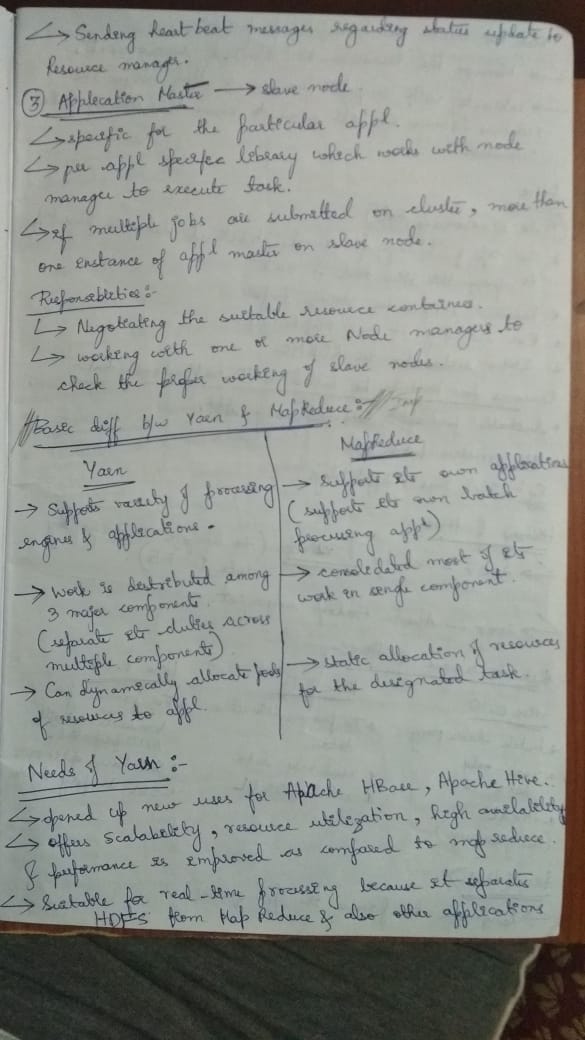 ↳ Sending heartbeat messages regarding status update to
Resource manager.
③ Application Master → slave node.
↳ specific for the particular appl.
↳ per appl specific library which works with node
manager to execute task.
↳ if multiple jobs are submitted on cluster, more than
one instance of appl master on slave node.
Responsibilities :-
↳ Negotiating the suitable resource container.
↳ working with one or more Node managers to
check the proper working of slave nodes.
Basic diff b/w Yarn & MapReduce :- imp
Yarn
→ Supports variety of processing
engines & applications.
→ work is distributed among
3 major components.
(separate its duties across
multiple components)
→ Can dynamically allocate pools
of resources to appl.
MapReduce
→ supports its own applications
(supports its own batch
processing appl)
→ consolidated most of its
work in single component.
→ static allocation of resources
for the designated task.
Needs of Yarn :-
↳ opened up new uses for Apache HBase, Apache Hive.
↳ offers Scalability, resource utilization, high availability
& performance is improved as compared to map reduce.
↳ Suitable for real-time processing because it separates
HDFS from Map Reduce & also other applications